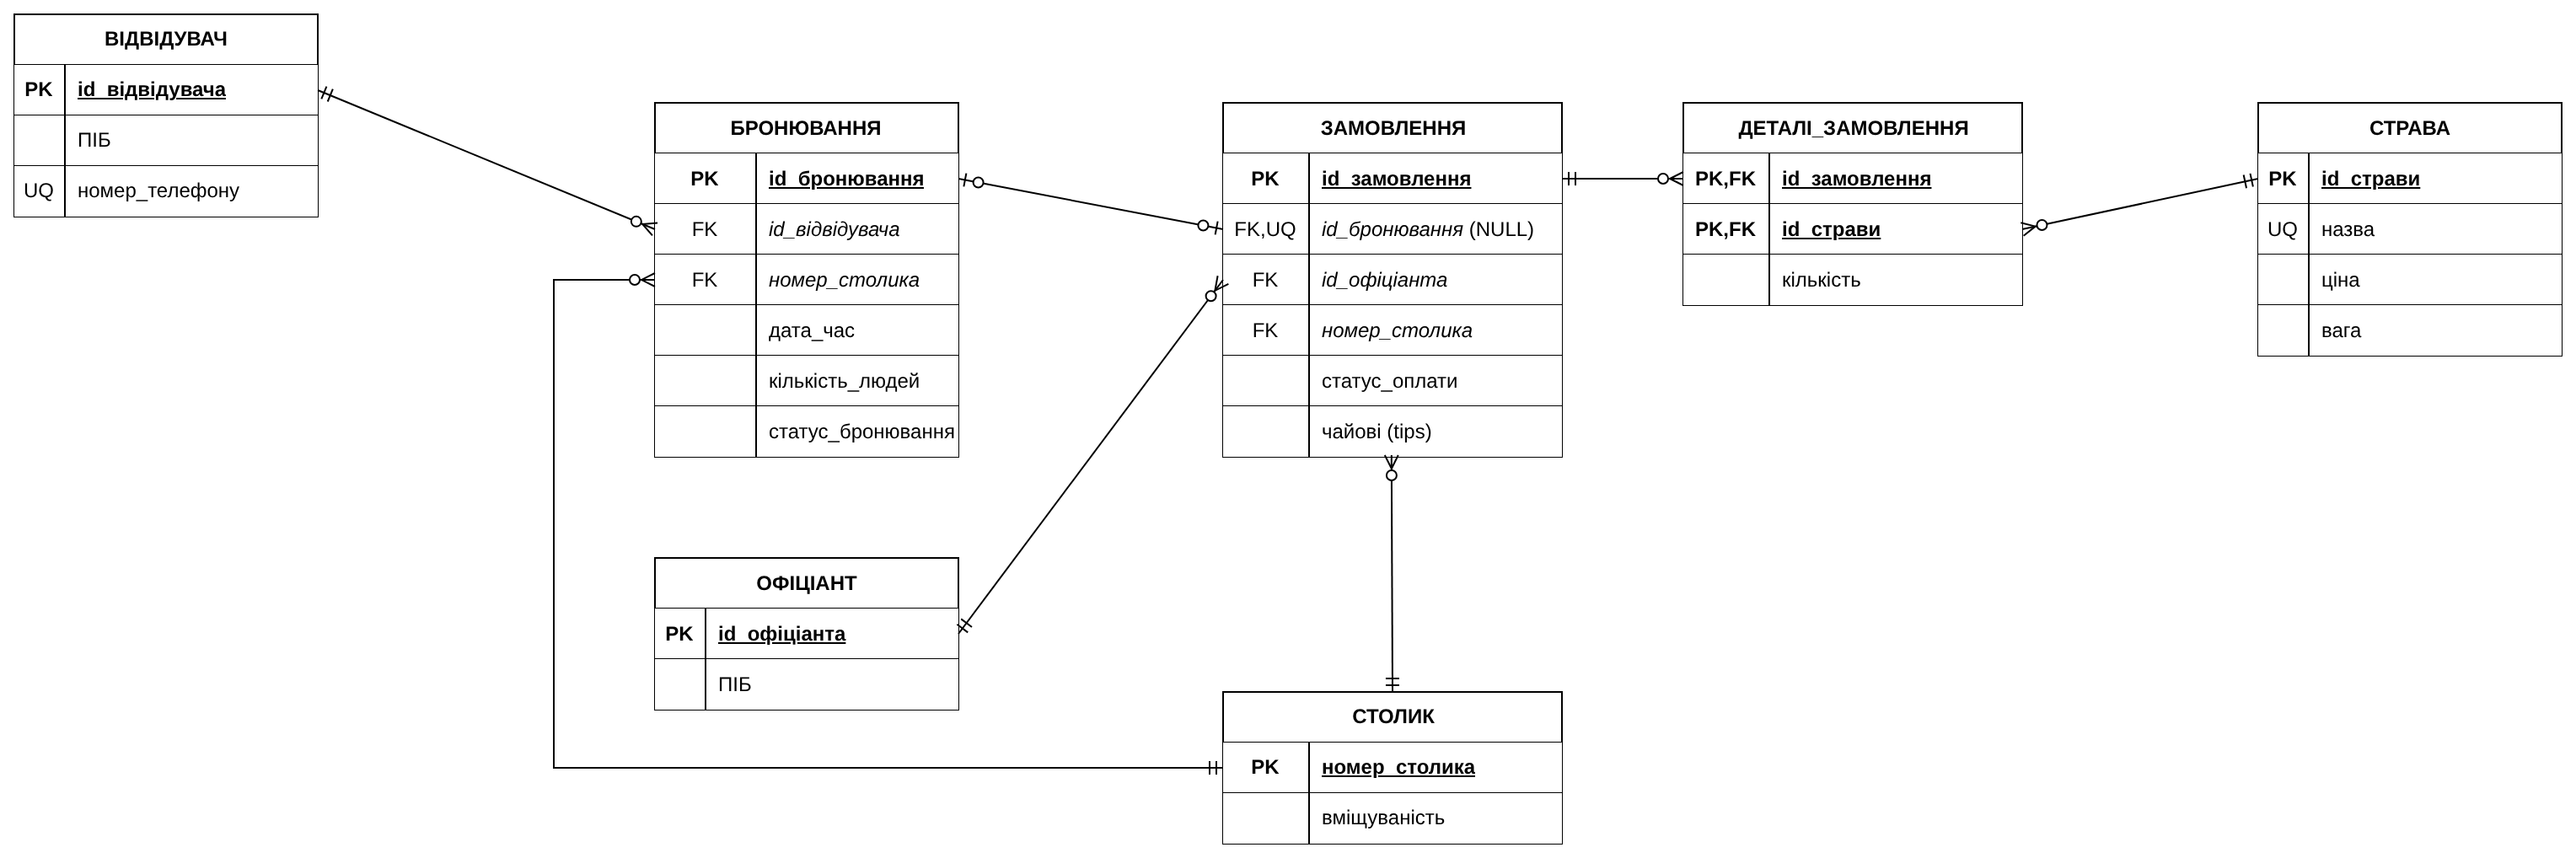 ВІДВІДУВАЧ
PK id_відвідувача
ПІБ
UQ номер_телефону
БРОНЮВАННЯ
PK id_бронювання
FK id_відвідувача
FK номер_столика
дата_час
кількість_людей
статус_бронювання
ЗАМОВЛЕННЯ
PK id_замовлення
FK,UQ id_бронювання (NULL)
FK id_офіціанта
FK номер_столика
статус_оплати
чайові (tips)
ДЕТАЛІ_ЗАМОВЛЕННЯ
PK,FK id_замовлення
PK,FK id_страви
кількість
СТРАВА
PK id_страви
UQ назва
ціна
вага
ОФІЦІАНТ
PK id_офіціанта
ПІБ
СТОЛИК
PK номер_столика
вміщуваність